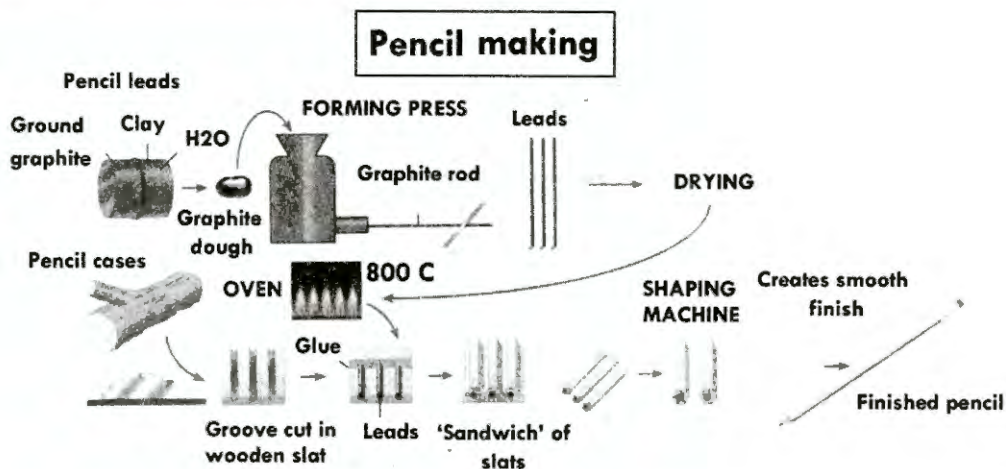 Pencil making
Pencil leads
FORMING PRESS
Leads
Ground
graphite
Clay
H2O
Graphite rod
DRYING
Graphite
dough
Pencil cases
OVEN
800 C
SHAPING
MACHINE
Creates smooth
finish
Glue
Finished pencil
Groove cut in
wooden slat
Leads
'Sandwich' of
slats